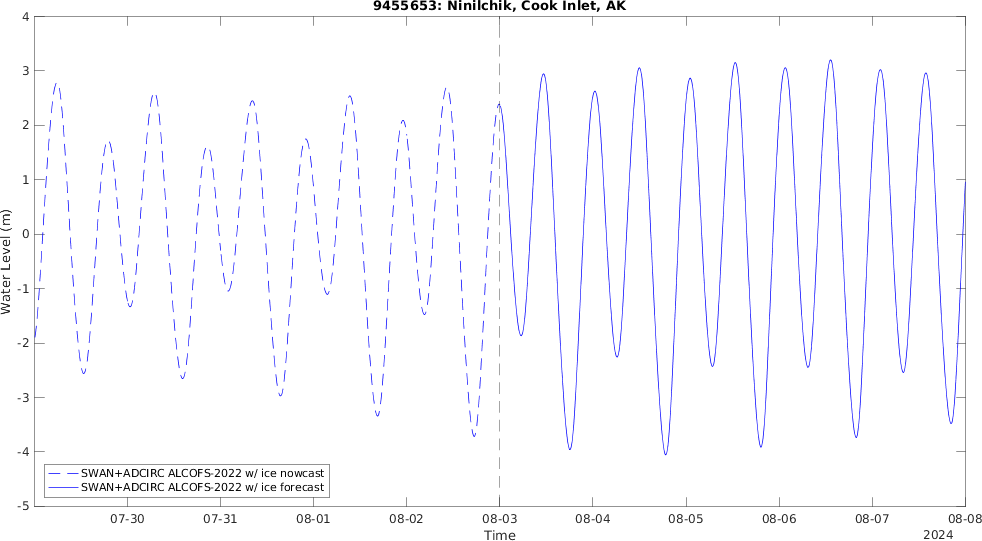 9455653: Ninilchik, Cook Inlet, AK
4
3
2
1
0
-1
-2
-3
-4
-5
Water Level (m)
SWAN+ADCIRC ALCOFS-2022 w/ ice nowcast
SWAN+ADCIRC ALCOFS-2022 w/ ice forecast
07-30 07-31 08-01 08-02 08-03 08-04 08-05 08-06 08-07 08-08
Time
2024